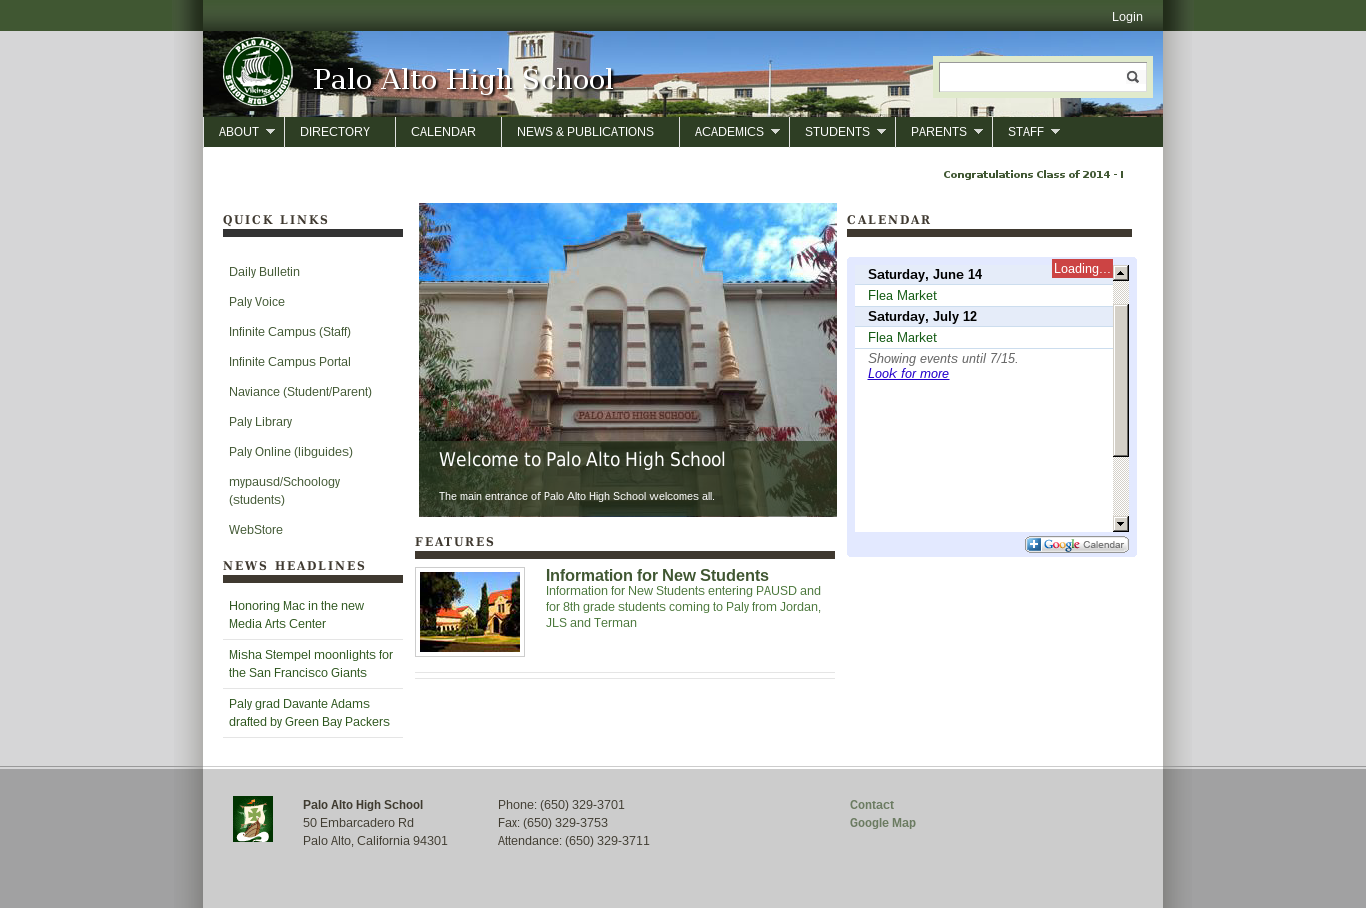 Login
PALO ALTO
Vikings
SENIOR HIGH SCHOOL
Palo Alto High School
ABOUT
DIRECTORY
CALENDAR
NEWS & PUBLICATIONS
ACADEMICS
STUDENTS
PARENTS
STAFF
Congratulations Class of 2014 - I
QUICK LINKS
Daily Bulletin
Paly Voice
Infinite Campus (Staff)
Infinite Campus Portal
Naviance (Student/Parent)
Paly Library
Paly Online (libguides)
mypausd/Schoology
(students)
WebStore
NEWS HEADLINES
Honoring Mac in the new
Media Arts Center
Misha Stempel moonlights for
the San Francisco Giants
Paly grad Davante Adams
drafted by Green Bay Packers
PALO ALTO HIGH SCHOOL
Welcome to Palo Alto High School
The main entrance of Palo Alto High School welcomes all.
FEATURES
Information for New Students
Information for New Students entering PAUSD and
for 8th grade students coming to Paly from Jordan,
JLS and Terman
CALENDAR
Loading...
Saturday, June 14
Flea Market
Saturday, July 12
Flea Market
Showing events until 7/15.
Look for more
Google Calendar
Palo Alto High School
50 Embarcadero Rd
Palo Alto, California 94301
Phone: (650) 329-3701
Fax: (650) 329-3753
Attendance: (650) 329-3711
Contact
Google Map